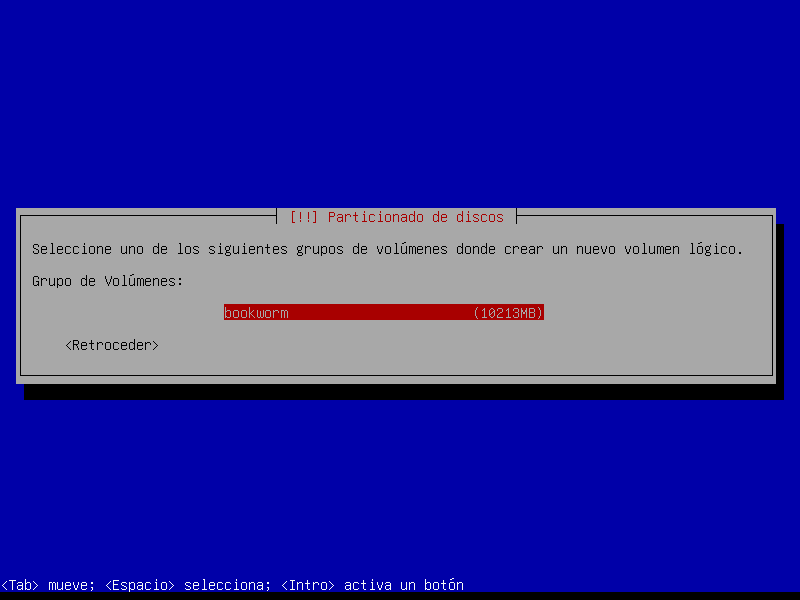 [!!] Particionado de discos
Seleccione uno de los siguientes grupos de volúmenes donde crear un nuevo volumen lógico.
Grupo de Volúmenes:
bookworm (10213MB)
<Retroceder>
<Tab> mueve; <Espacio> selecciona; <Intro> activa un botón